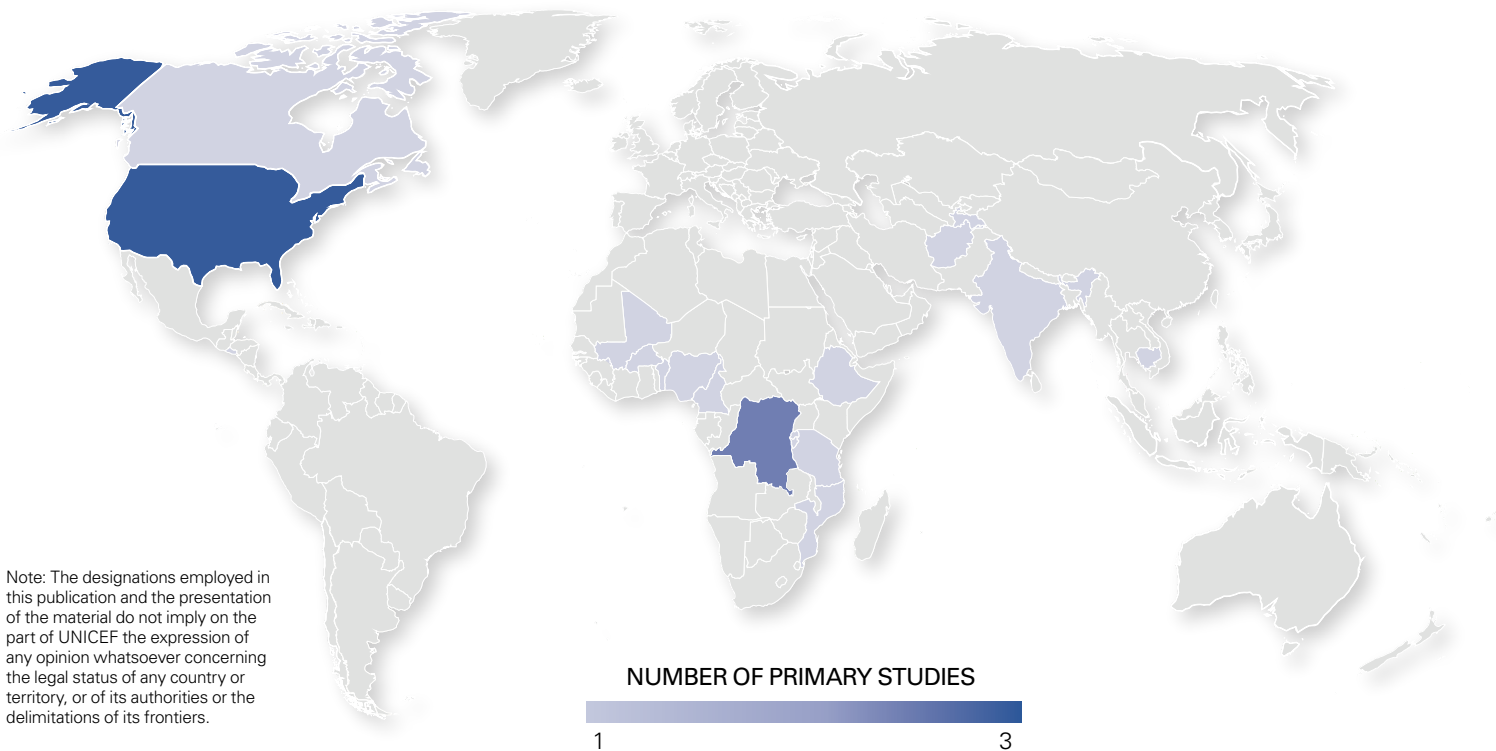 Note: The designations employed in
this publication and the presentation
of the material do not imply on the
part of UNICEF the expression of
any opinion whatsoever concerning
the legal status of any country or
territory, or of its authorities or the
delimitations of its frontiers.
NUMBER OF PRIMARY STUDIES
1 3